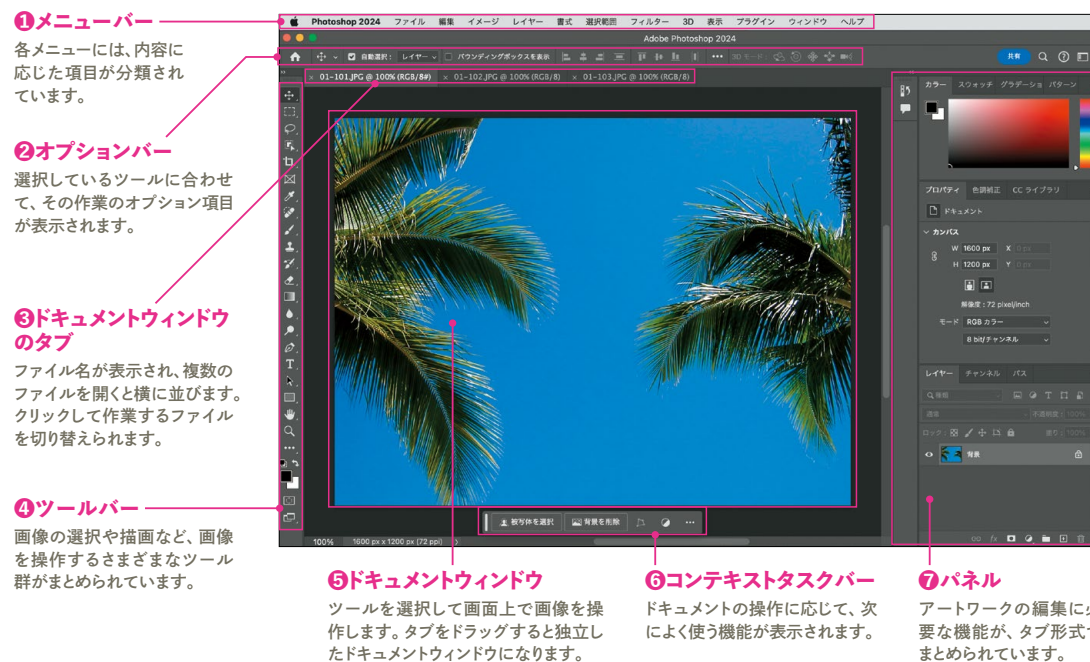 ❶メニューバー
各メニューには、内容に
応じた項目が分類され
ています。
❷オプションバー
選択しているツールに合わせ
て、その作業のオプション項目
が表示されます。
❸ドキュメントウィンドウ
のタブ
ファイル名が表示され、複数の
ファイルを開くと横に並びます。
クリックして作業するファイル
を切り替えられます。
❹ツールバー
画像の選択や描画など、画像
を操作するさまざまなツール
群がまとめられています。
Photoshop 2024 ファイル 編集 イメージ レイヤー 書式 選択範囲 フィルター 3D 表示 プラグイン ウィンドウ ヘルプ
Adobe Photoshop 2024
自動選択： レイヤー バウンディングボックスを表示 3D モード： 共有
× 01-101.JPG @ 100% (RGB/8#) × 01-102.JPG @ 100% (RGB/8) × 01-103.JPG @ 100% (RGB/8)
カラー スウォッチ グラデーショ パターン
プロパティ 色調補正 CC ライブラリ
ドキュメント
カンバス
W 1600 px X 0 px
H 1200 px Y 0 px
解像度：72 pixel/inch
モード RGB カラー
8 bit/チャンネル
レイヤー チャンネル パス
種類
通常 不透明度： 100%
ロック： 塗り： 100%
背景
fx
被写体を選択 背景を削除
100% 1600 px x 1200 px (72 ppi)
❺ドキュメントウィンドウ
ツールを選択して画面上で画像を操
作します。タブをドラッグすると独立し
たドキュメントウィンドウになります。
❻コンテキストタスクバー
ドキュメントの操作に応じて、次
によく使う機能が表示されます。
❼パネル
アートワークの編集に必
要な機能が、タブ形式で
まとめられています。